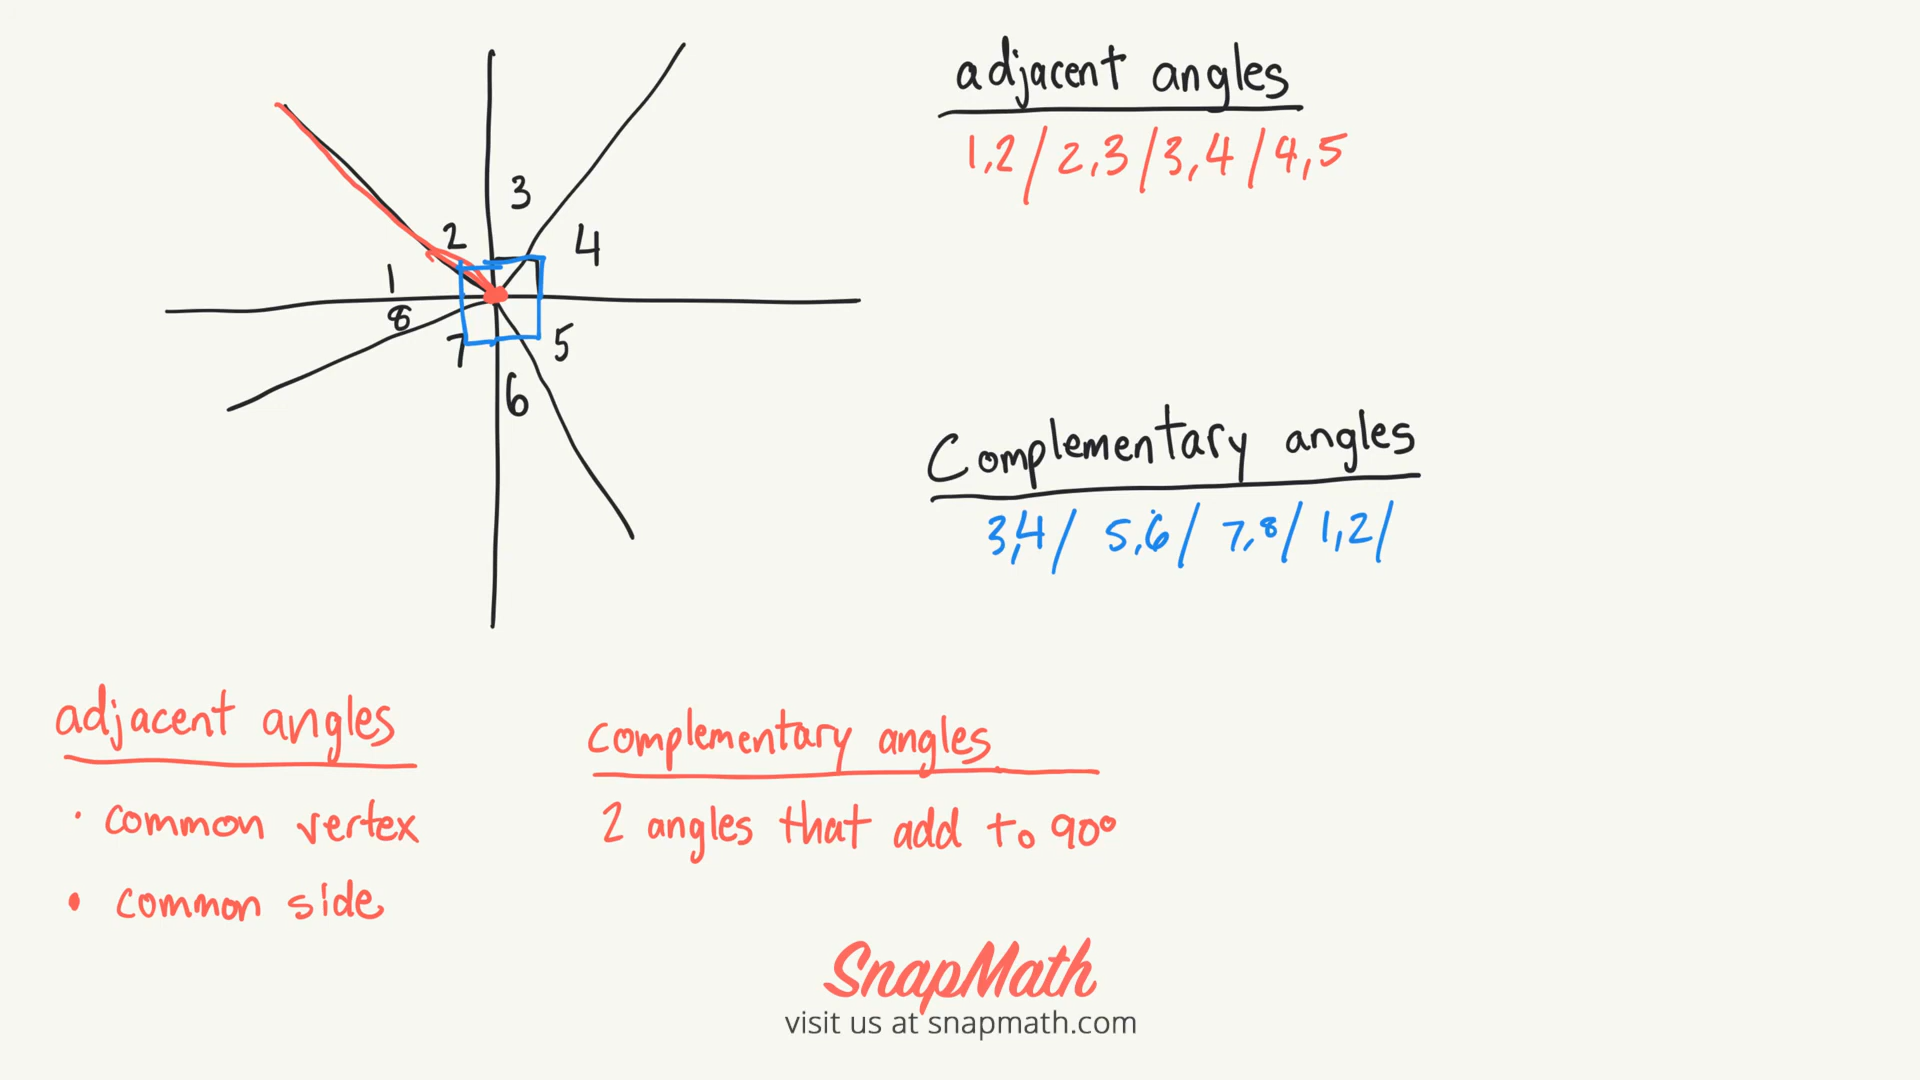 adjacent angles
1,2/ 2,3/3,4/4,5
3
2
4
1
8
7
5
6
Complementary angles
3,4/ 5,6/ 7,8/ 1,2/
adjacent angles
· common vertex
• common side
complementary angles
2 angles that add to 90°
SnapMath
visit us at snapmath.com